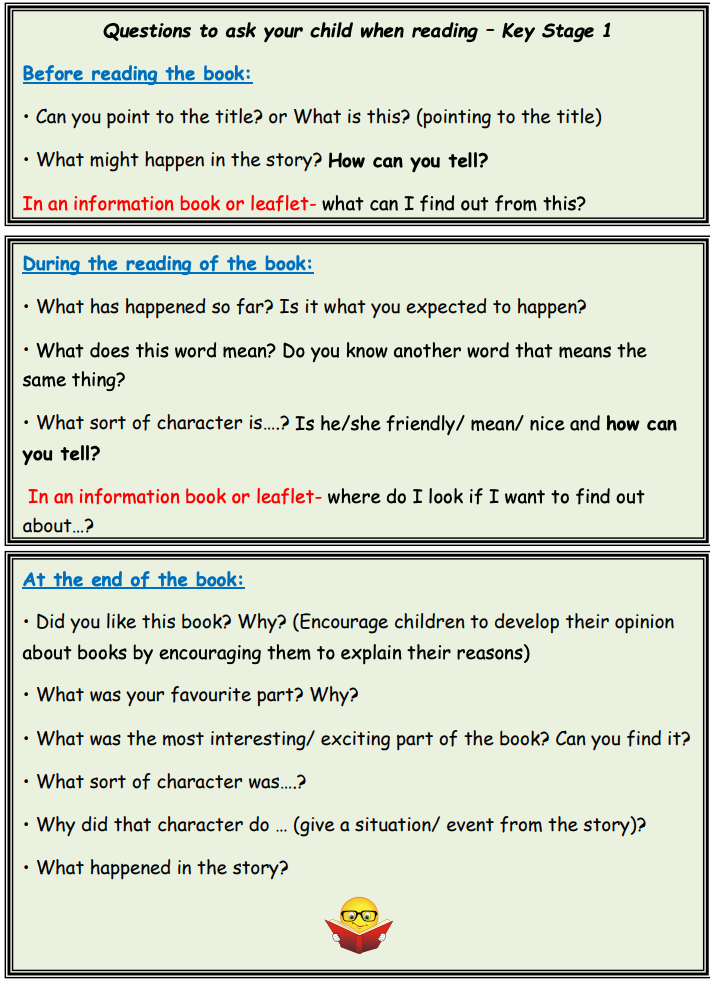 Questions to ask your child when reading – Key Stage 1
Before reading the book:
• Can you point to the title? or What is this? (pointing to the title)
• What might happen in the story? How can you tell?
In an information book or leaflet- what can I find out from this?
During the reading of the book:
• What has happened so far? Is it what you expected to happen?
• What does this word mean? Do you know another word that means the
same thing?
• What sort of character is....? Is he/she friendly/ mean/ nice and how can
you tell?
In an information book or leaflet- where do I look if I want to find out
about...?
At the end of the book:
• Did you like this book? Why? (Encourage children to develop their opinion
about books by encouraging them to explain their reasons)
• What was your favourite part? Why?
• What was the most interesting/ exciting part of the book? Can you find it?
• What sort of character was....?
• Why did that character do ... (give a situation/ event from the story)?
• What happened in the story?